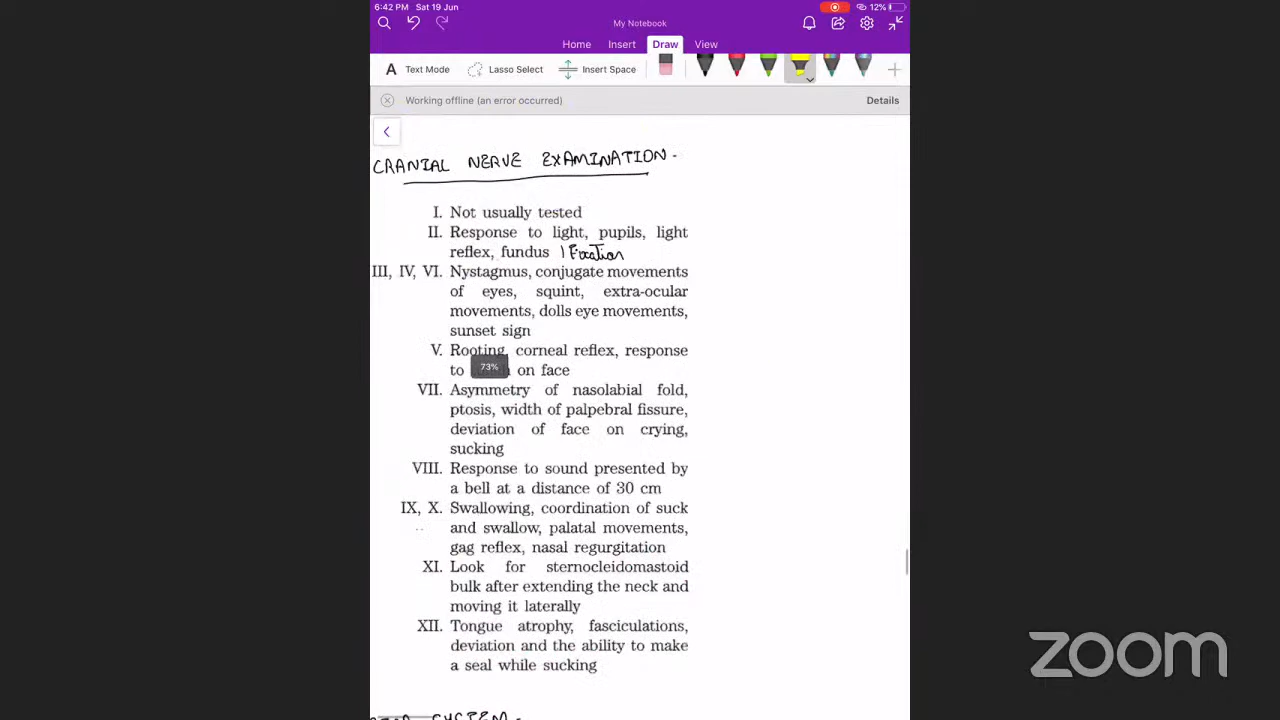 6:42 PM Sat 19 Jun
12%
My Notebook
Home Insert Draw View
A Text Mode Lasso Select Insert Space
Working offline (an error occurred) Details
CRANIAL NERVE EXAMINATION -
I. Not usually tested
II. Response to light, pupils, light
reflex, fundus | Fixation
III, IV, VI. Nystagmus, conjugate movements
of eyes, squint, extra-ocular
movements, dolls eye movements,
sunset sign
V. Rooting, corneal reflex, response
to on face
73%
VII. Asymmetry of nasolabial fold,
ptosis, width of palpebral fissure,
deviation of face on crying,
sucking
VIII. Response to sound presented by
a bell at a distance of 30 cm
IX, X. Swallowing, coordination of suck
and swallow, palatal movements,
gag reflex, nasal regurgitation
XI. Look for sternocleidomastoid
bulk after extending the neck and
moving it laterally
XII. Tongue atrophy, fasciculations,
deviation and the ability to make
a seal while sucking
SYSTEM -
zoom